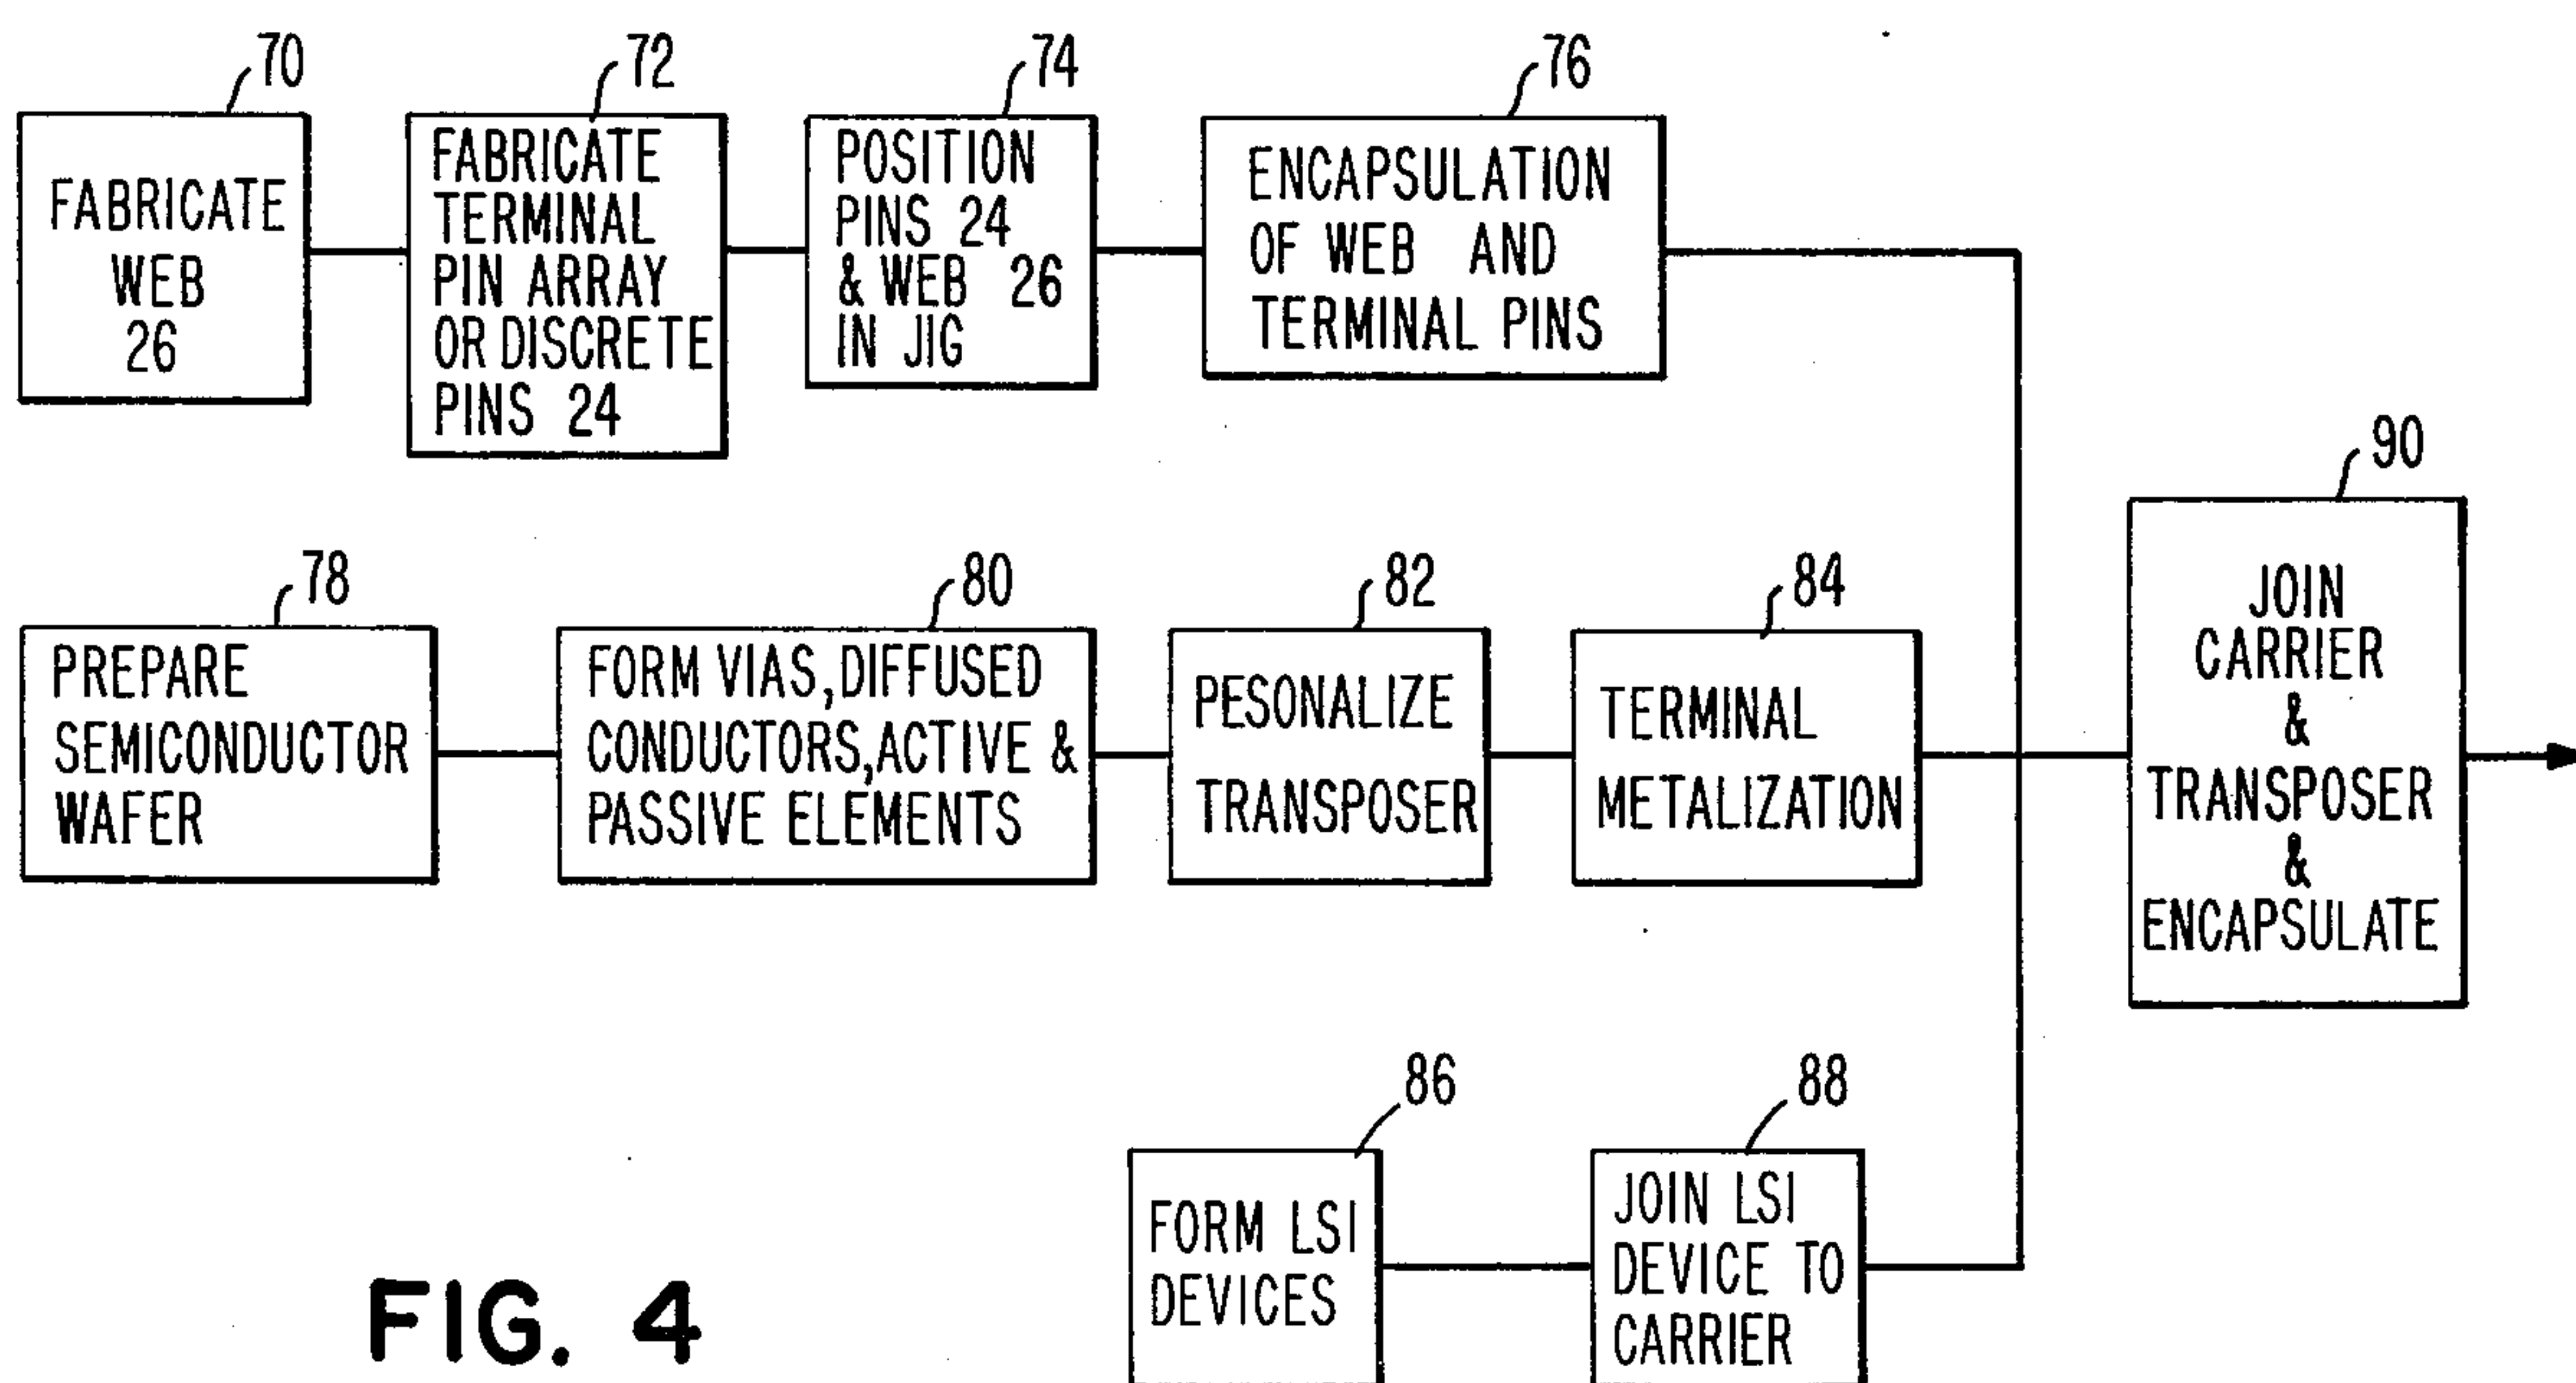 70
FABRICATE
WEB
26
72
FABRICATE
TERMINAL
PIN ARRAY
OR DISCRETE
PINS 24
74
POSITION
PINS 24
& WEB 26
IN JIG
76
ENCAPSULATION
OF WEB AND
TERMINAL PINS
78
PREPARE
SEMICONDUCTOR
WAFER
80
FORM VIAS, DIFFUSED
CONDUCTORS, ACTIVE &
PASSIVE ELEMENTS
82
PESONALIZE
TRANSPOSER
84
TERMINAL
METALIZATION
86
FORM LSI
DEVICES
88
JOIN LSI
DEVICE TO
CARRIER
90
JOIN
CARRIER
&
TRANSPOSER
&
ENCAPSULATE
FIG. 4